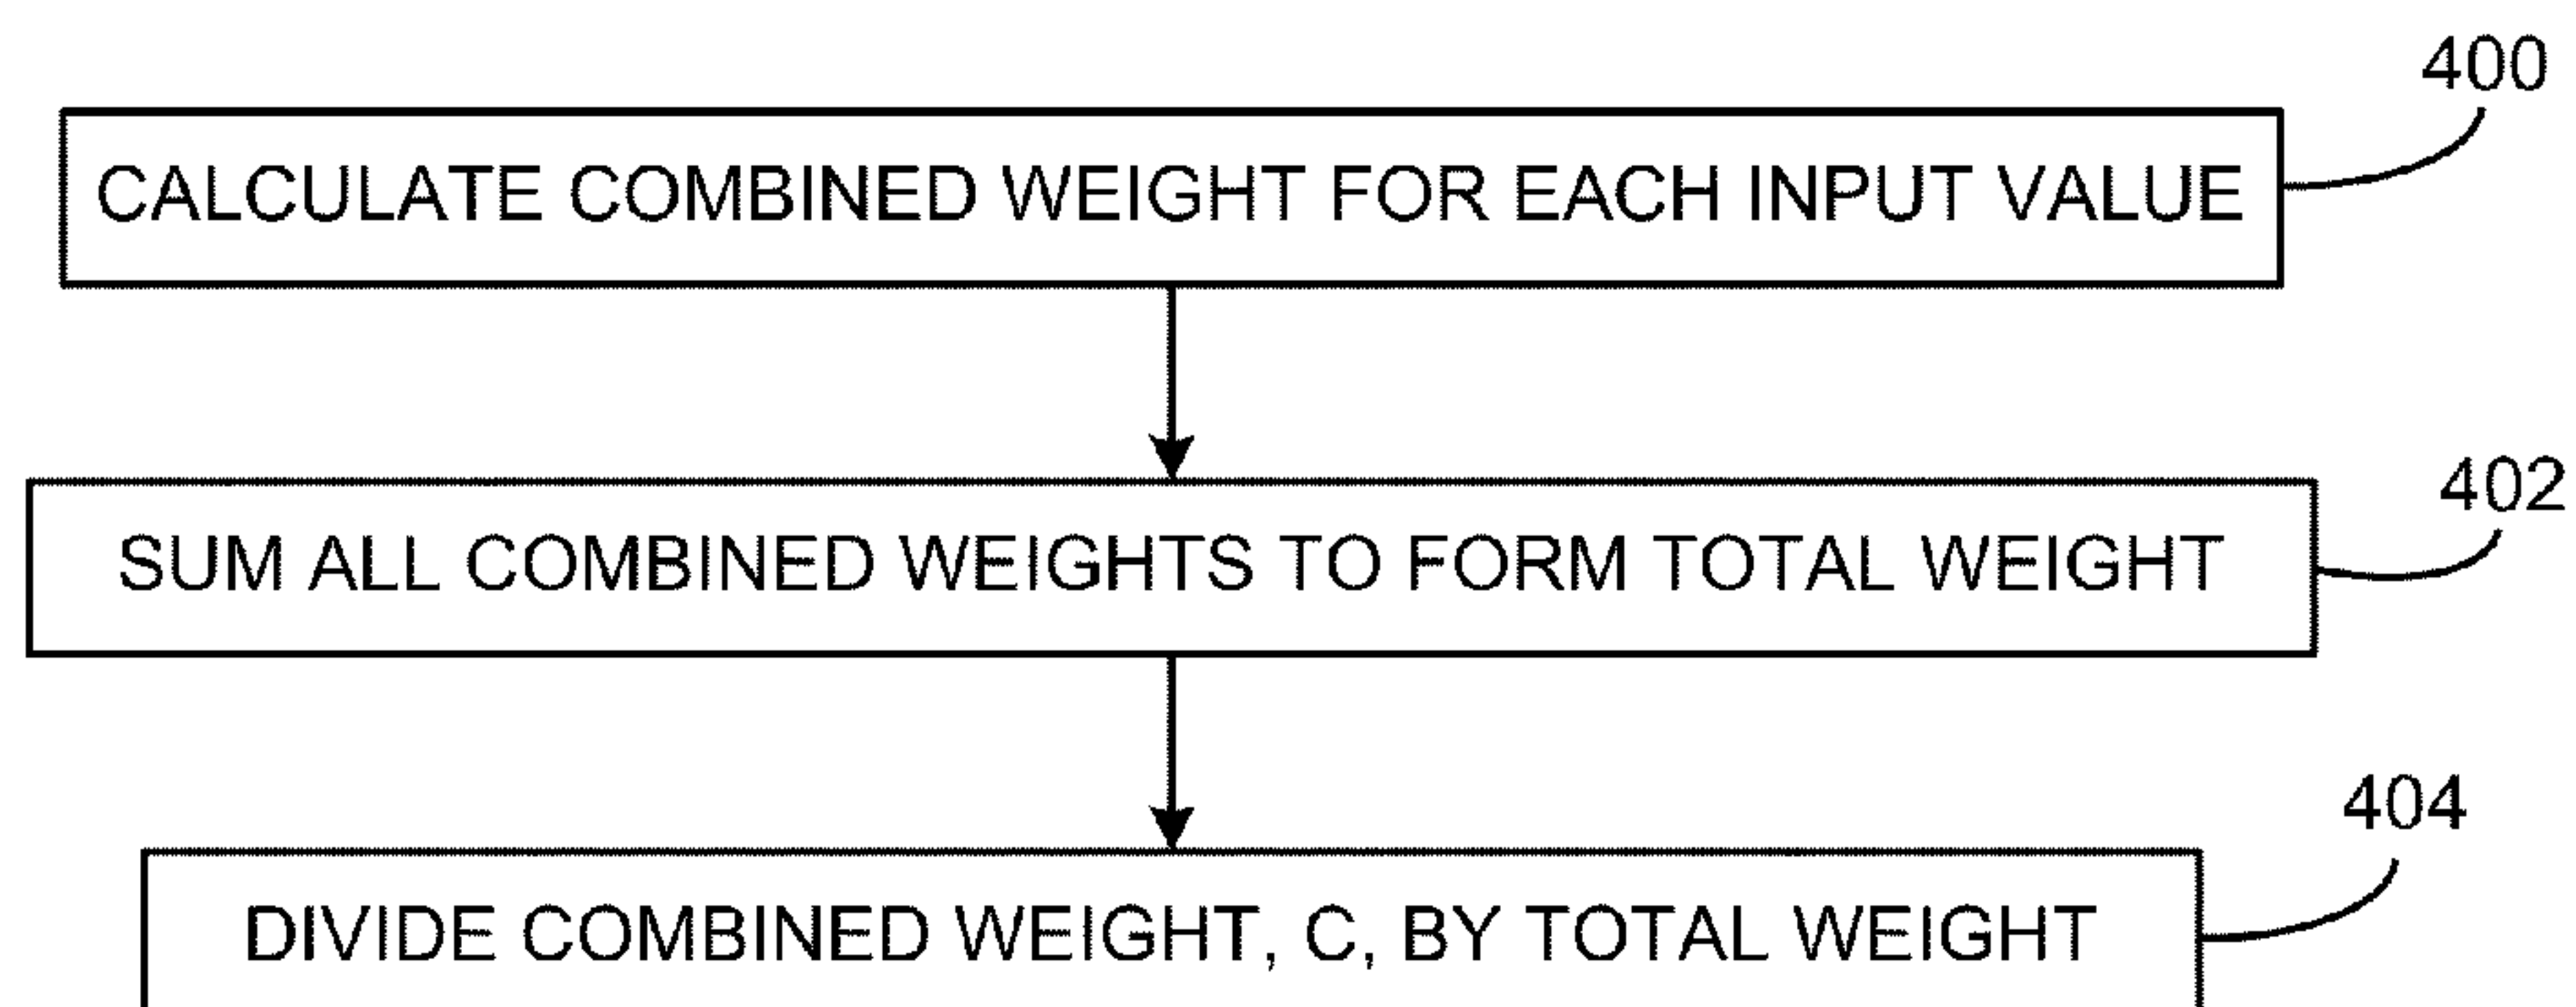 400
CALCULATE COMBINED WEIGHT FOR EACH INPUT VALUE
402
SUM ALL COMBINED WEIGHTS TO FORM TOTAL WEIGHT
404
DIVIDE COMBINED WEIGHT, C, BY TOTAL WEIGHT